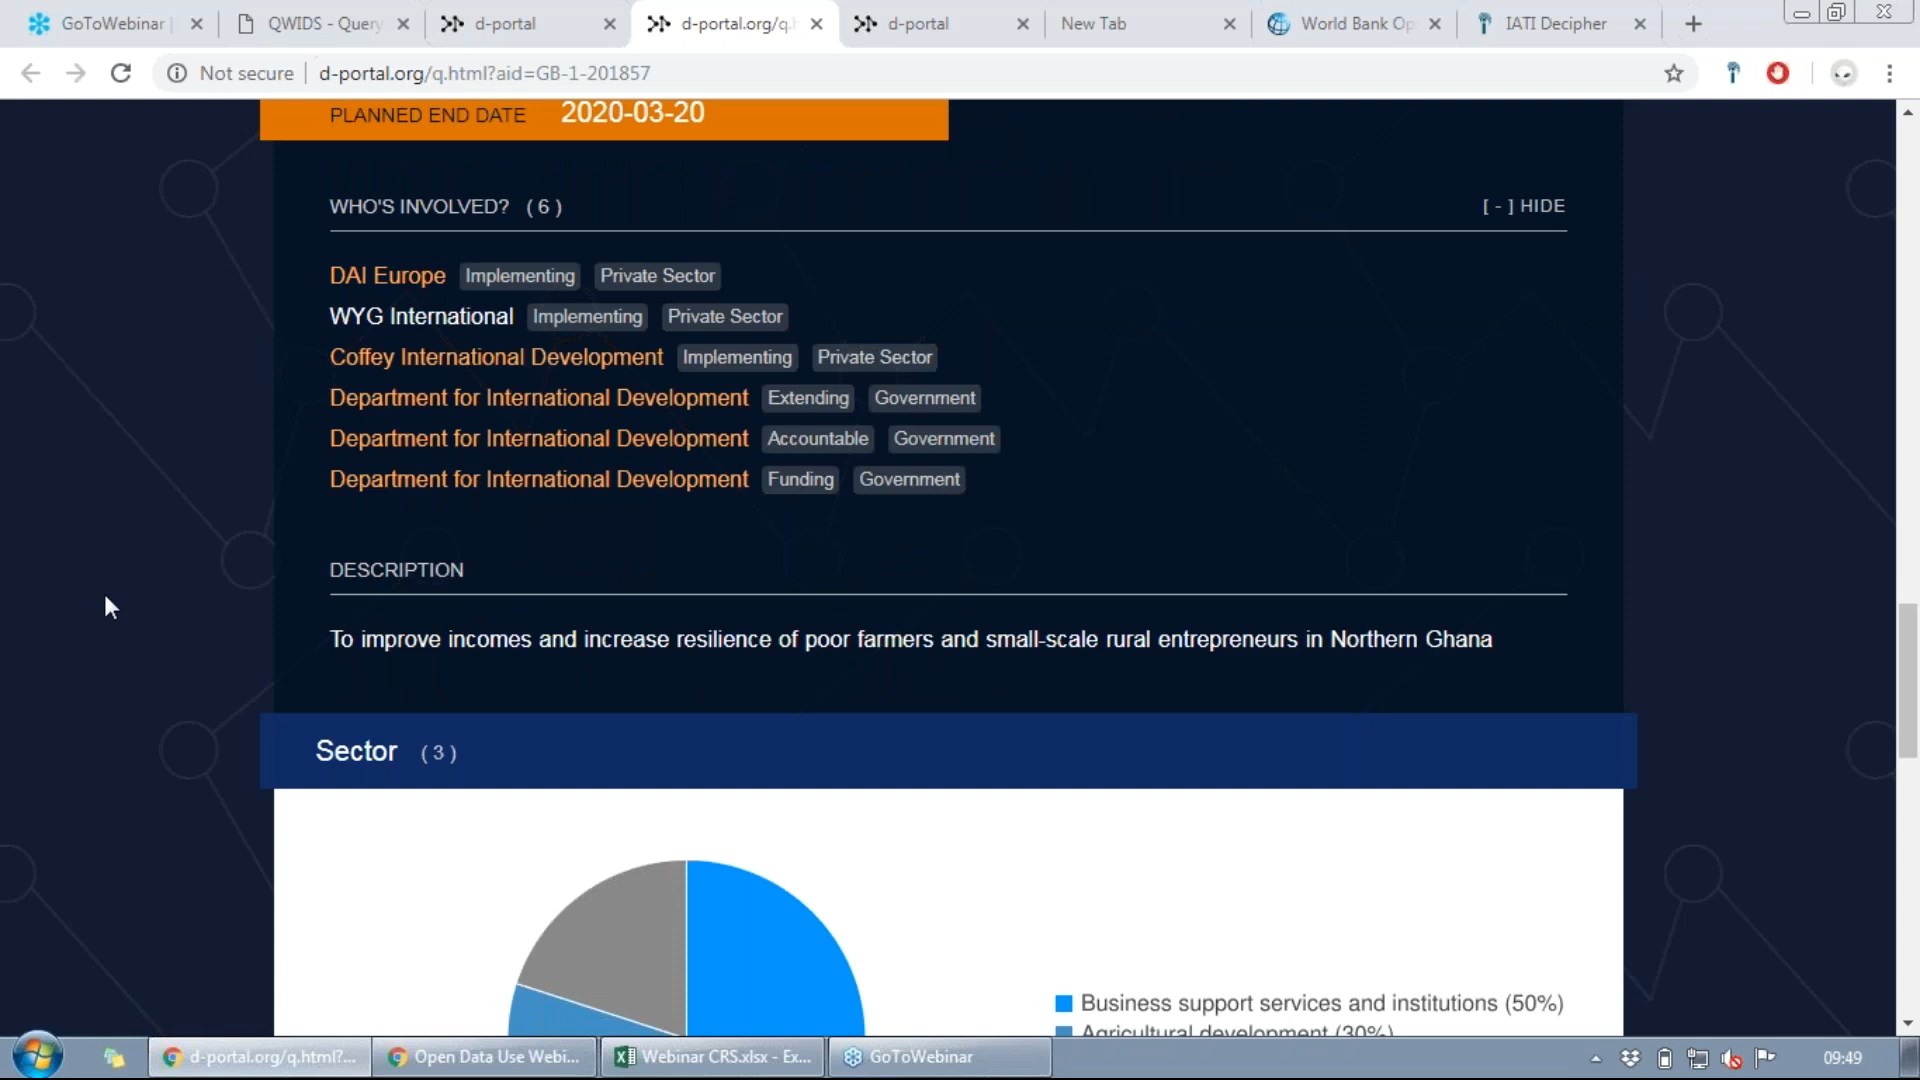 GoToWebinar
QWIDS - Query
d-portal
d-portal.org/q.h
d-portal
New Tab
World Bank Op
IATI Decipher
Not secure
d-portal.org/q.html?aid=GB-1-201857
PLANNED END DATE 2020-03-20
WHO'S INVOLVED? ( 6 ) [ - ] HIDE
DAI Europe Implementing Private Sector
WYG International Implementing Private Sector
Coffey International Development Implementing Private Sector
Department for International Development Extending Government
Department for International Development Accountable Government
Department for International Development Funding Government
DESCRIPTION
To improve incomes and increase resilience of poor farmers and small-scale rural entrepreneurs in Northern Ghana
Sector ( 3 )
Business support services and institutions (50%)
Agricultural development (30%)
d-portal.org/q.html?...
Open Data Use Webi...
Webinar CRS.xlsx - Ex...
GoToWebinar
09:49